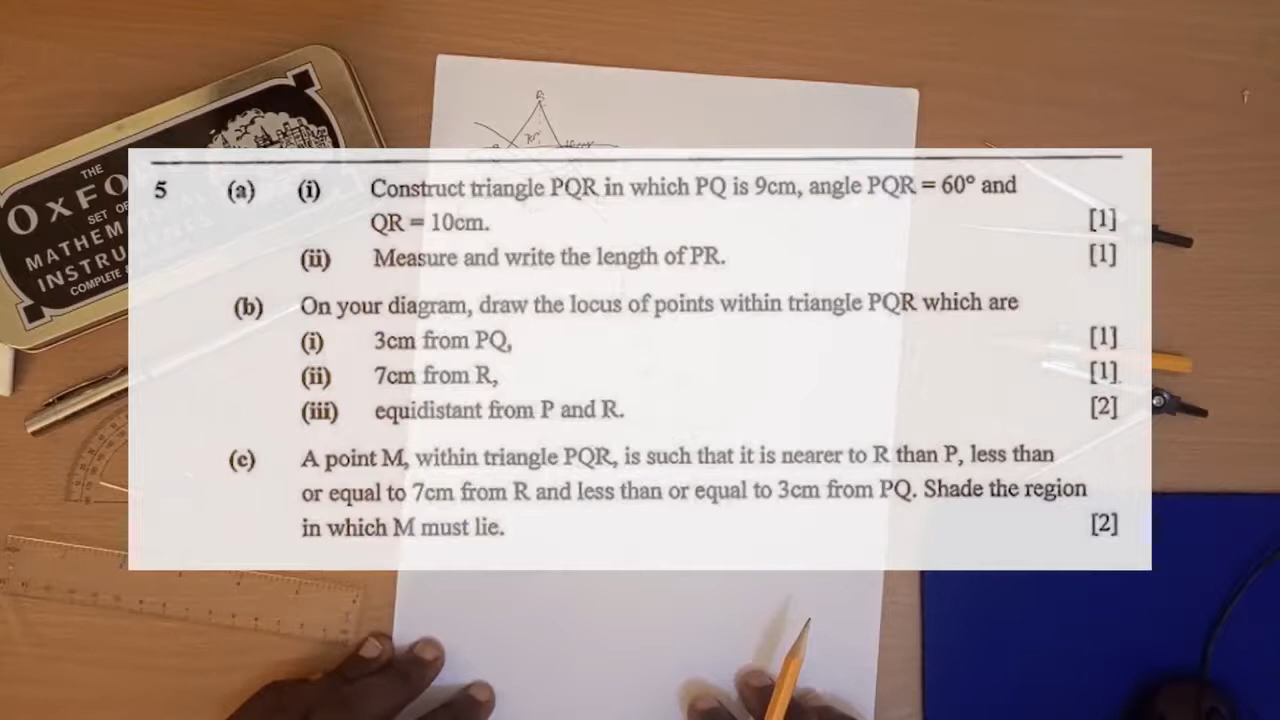 THE
OXFO
SET OF
MATHEM
INSTRU
COMPLETE &
R
5 (a) (i) Construct triangle PQR in which PQ is 9cm, angle PQR = 60° and
QR = 10cm. [1]
(ii) Measure and write the length of PR. [1]
(b) On your diagram, draw the locus of points within triangle PQR which are
(i) 3cm from PQ, [1]
(ii) 7cm from R, [1]
(iii) equidistant from P and R. [2]
(c) A point M, within triangle PQR, is such that it is nearer to R than P, less than
or equal to 7cm from R and less than or equal to 3cm from PQ. Shade the region
in which M must lie. [2]